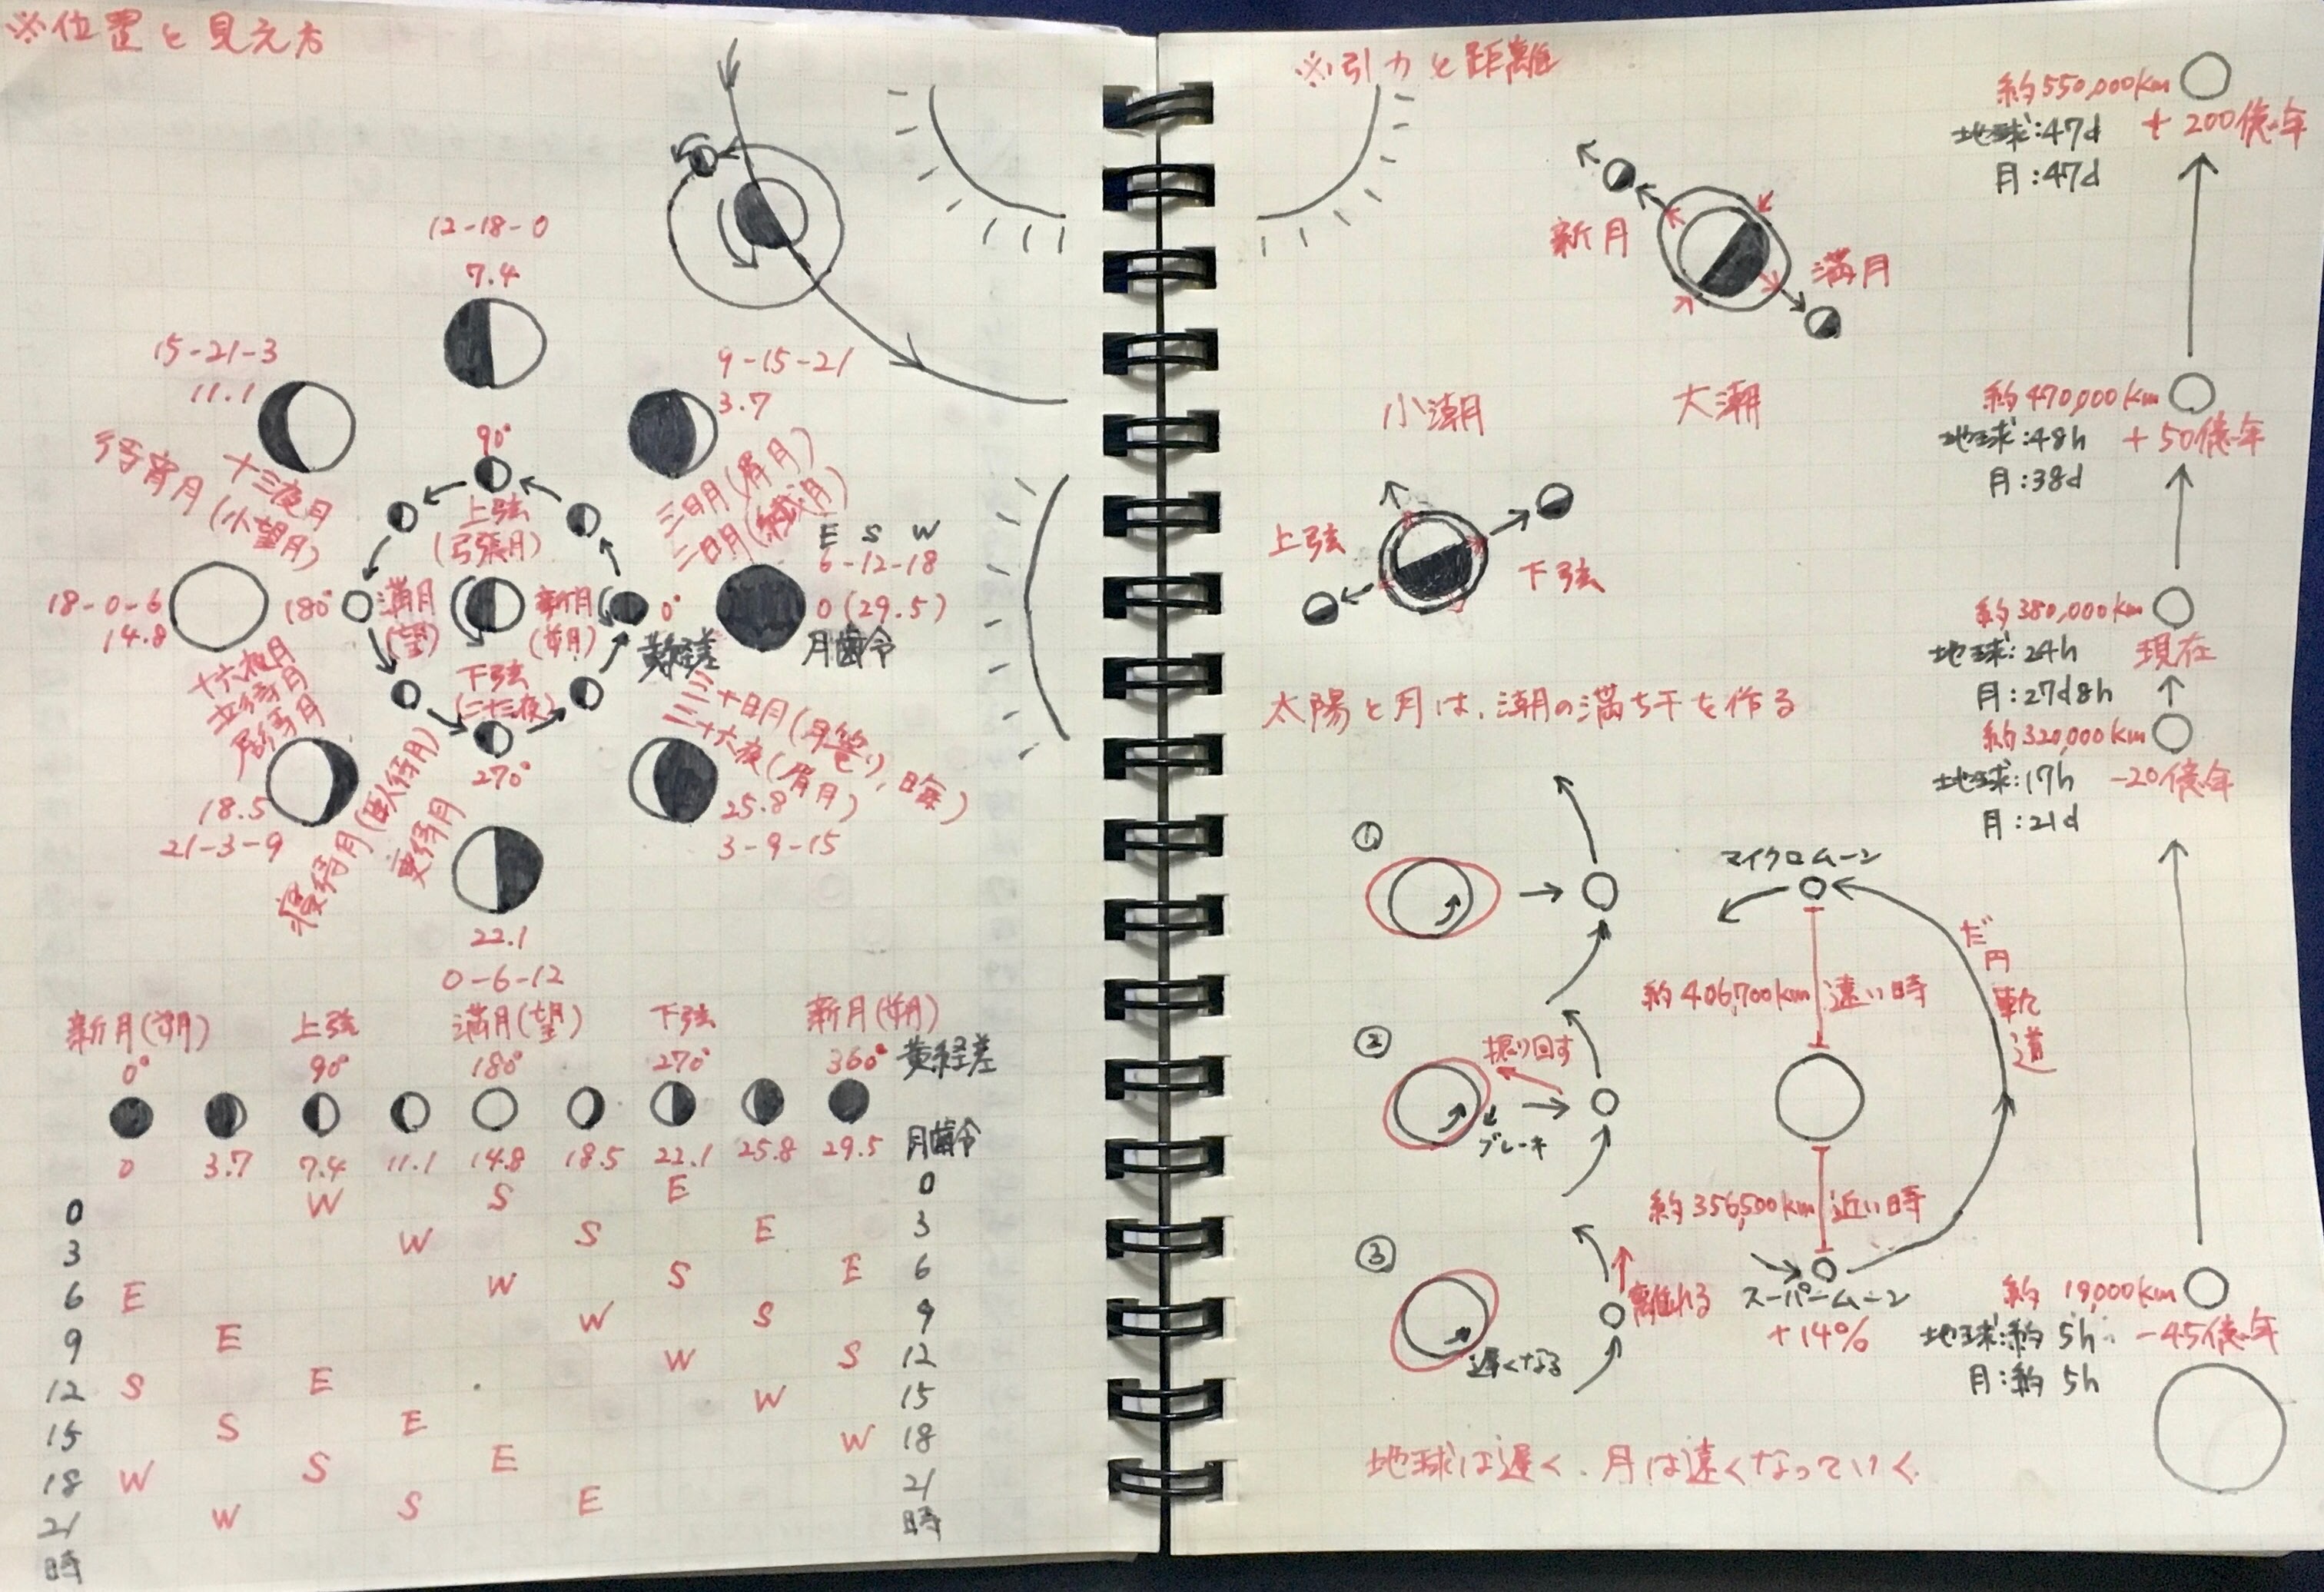 ※位置と見え方
12-18-0
7.4
15-21-3
11.1
9-15-21
3.7
十三夜月
(小望月)
三日月(眉月)
二日月(繊月)
90°
上弦
(弓張月)
E S W
6-12-18
0(29.5)
月齢
18-0-6
14.8
180°
満月
(望)
新月
(朔)
0°
黄経差
下弦
(二十三夜)
270°
十六夜月
立待月
居待月
18.5
21-3-9
寝待月(臥待月)
更待月
三十日月(月篭り,晦)
二十六夜(眉月)
25.8
3-9-15
22.1
0-6-12
新月(朔) 上弦 満月(望) 下弦 新月(朔)
0° 90° 180° 270° 360° 黄経差
0 3.7 7.4 11.1 14.8 18.5 22.1 25.8 29.5 月齢
0 W S E 0
3 W S E 3
6 E W S E 6
9 E W S 9
12 S E W S 12
15 S E W 15
18 W S E W 18
21 W S E 21
時 時
※引力と距離
新月
満月
小潮 大潮
上弦
下弦
太陽と月は、潮の満ち干を作る
①
②
振り回す
ブレーキ
③
離れる
遅くなる
マイクロムーン
約406,700km 遠い時
だ円軌道
約356,500km 近い時
スーパームーン
+14%
約550,000km
地球:47d +200億年
月:47d
約470,000km
地球:48h +50億年
月:38d
約380,000km
地球:24h 現在
月:27d8h
約320,000km
地球:17h -20億年
月:21d
約19,000km
地球:約5h -45億年
月:約5h
地球は遅く、月は遠くなっていく